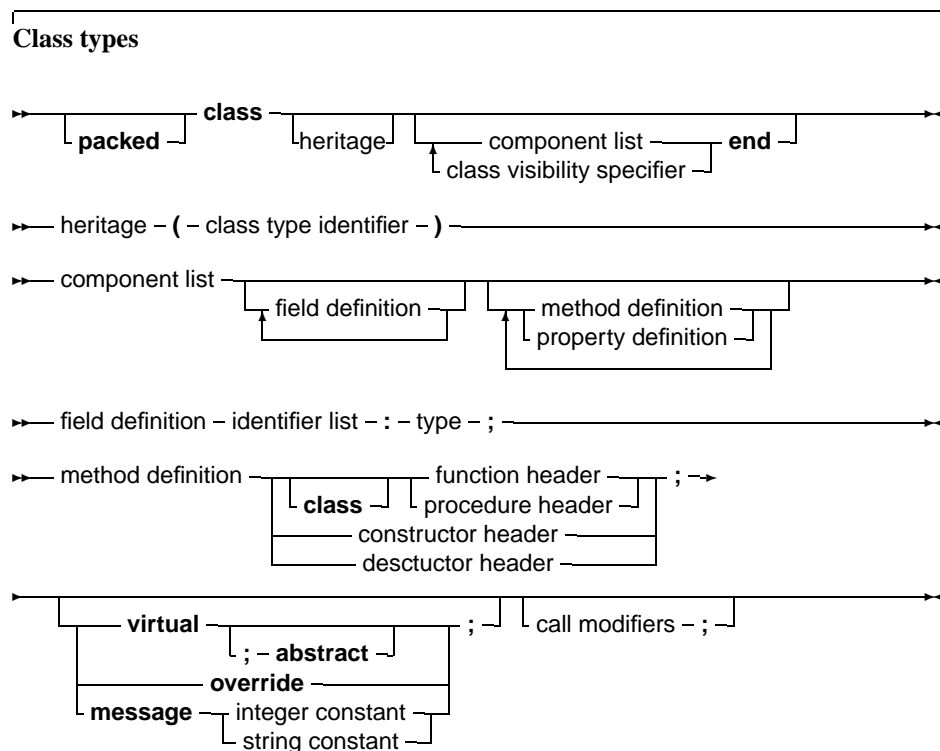 Class types
packed class heritage component list end
class visibility specifier
heritage ( class type identifier )
component list field definition method definition
property definition
field definition identifier list : type ;
method definition class function header ;
procedure header
constructor header
desctuctor header
virtual ; abstract ; call modifiers ;
override
message integer constant
string constant